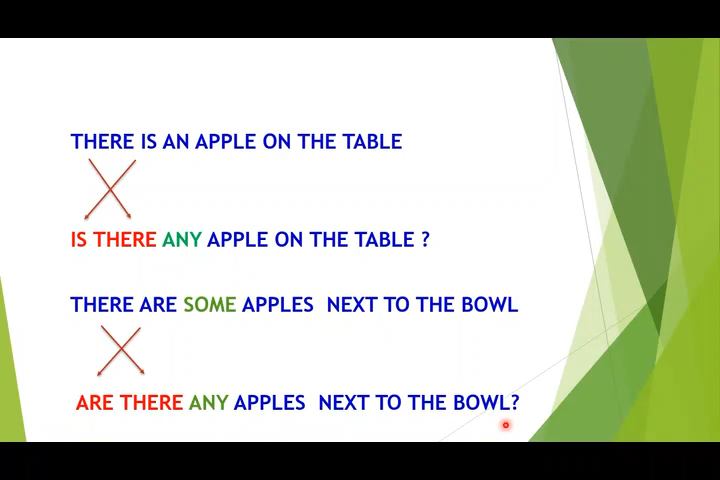 THERE IS AN APPLE ON THE TABLE
IS THERE ANY APPLE ON THE TABLE ?
THERE ARE SOME APPLES NEXT TO THE BOWL
ARE THERE ANY APPLES NEXT TO THE BOWL?